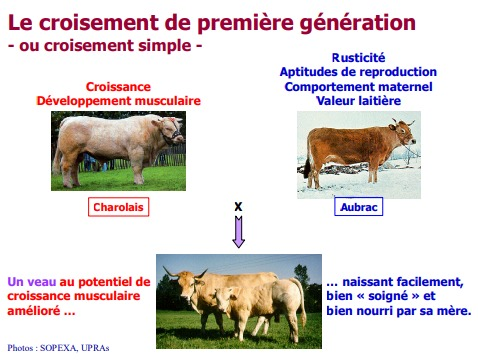 Le croisement de première génération
- ou croisement simple -
Croissance
Développement musculaire
Rusticité
Aptitudes de reproduction
Comportement maternel
Valeur laitière
Charolais
X
Aubrac
Un veau au potentiel de
croissance musculaire
amélioré ...
... naissant facilement,
bien « soigné » et
bien nourri par sa mère.
Photos : SOPEXA, UPRAs